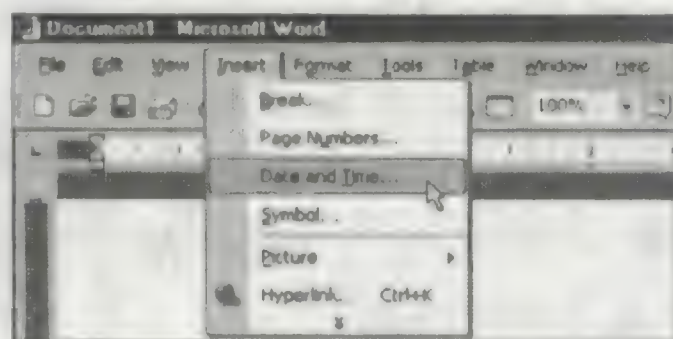 Document1 Microsoft Word
File Edit View Insert Format Tools Table Window Help
100%
Break...
Page Numbers...
Date and Time...
Symbol...
Picture
Hyperlink... Ctrl+K